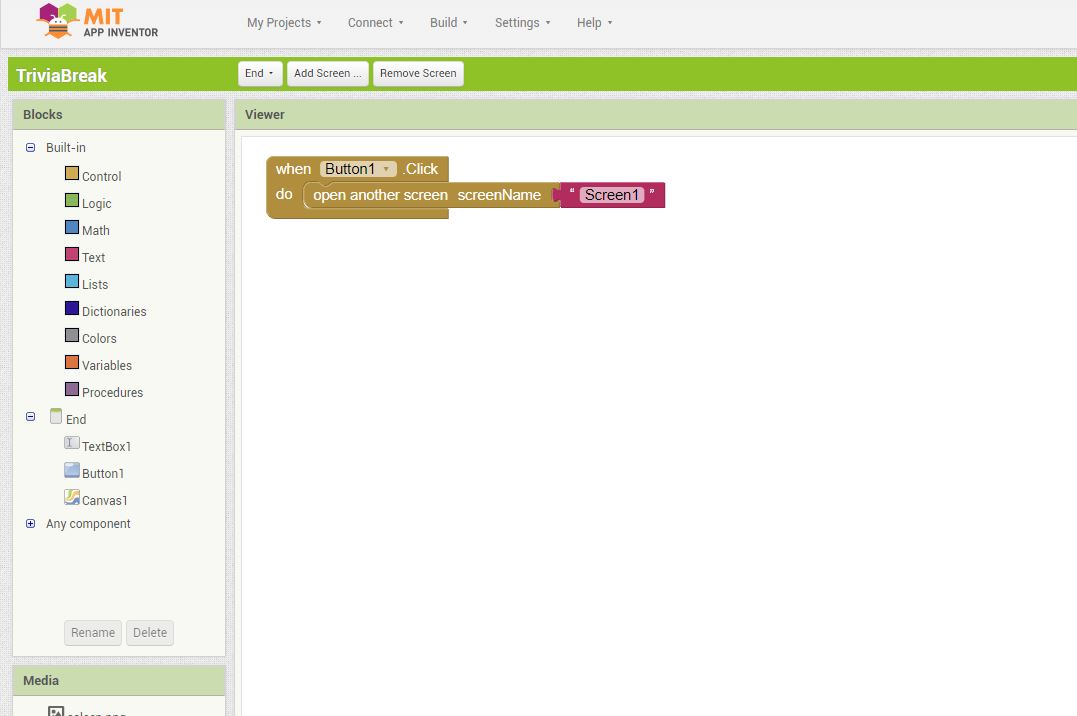 MIT
APP INVENTOR
My Projects Connect Build Settings Help
TriviaBreak
End Add Screen ... Remove Screen
Blocks
Viewer
Built-in
Control
Logic
Math
Text
Lists
Dictionaries
Colors
Variables
Procedures
End
TextBox1
Button1
Canvas1
Any component
Rename Delete
Media
when Button1 .Click
do open another screen screenName “ Screen1 ”